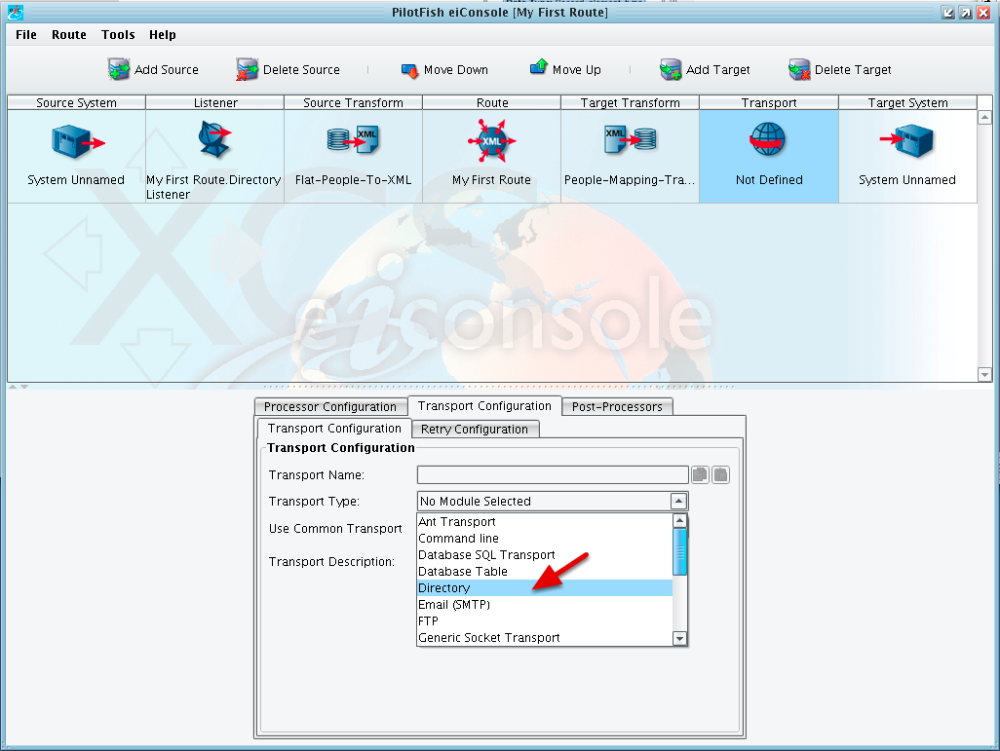 PilotFish eiConsole [My First Route]
File Route Tools Help
Add Source Delete Source Move Down Move Up Add Target Delete Target
Source System Listener Source Transform Route Target Transform Transport Target System
XML XML XML
System Unnamed My First Route.Directory Flat-People-To-XML My First Route People-Mapping-Tra... Not Defined System Unnamed
Listener
XCS
eiconsole
Processor Configuration Transport Configuration Post-Processors
Transport Configuration Retry Configuration
Transport Configuration
Transport Name:
Transport Type: No Module Selected
Ant Transport
Use Common Transport
Command line
Database SQL Transport
Transport Description:
Database Table
Directory
Email (SMTP)
FTP
Generic Socket Transport